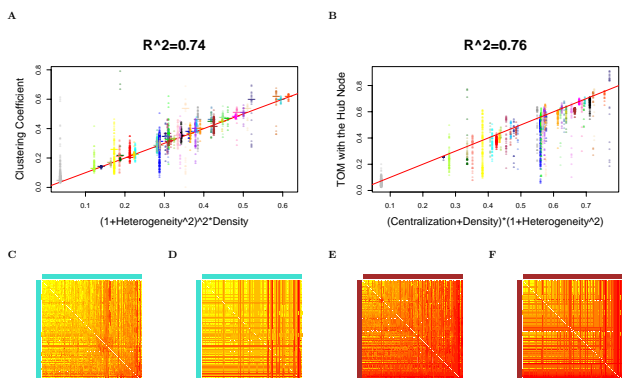 A
B
R^2=0.74
R^2=0.76
Clustering Coefficient
0.0 0.2 0.4 0.6 0.8
0.1 0.2 0.3 0.4 0.5 0.6
(1+Heterogeneity^2)^2*Density
TOM with the Hub Node
0.0 0.2 0.4 0.6 0.8
0.1 0.2 0.3 0.4 0.5 0.6 0.7
(Centralization+Density)*(1+Heterogeneity^2)
C
D
E
F